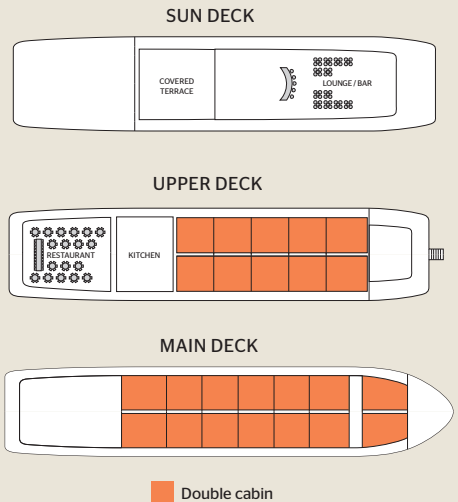 SUN DECK
COVERED
TERRACE
LOUNGE / BAR
UPPER DECK
RESTAURANT
KITCHEN
MAIN DECK
Double cabin